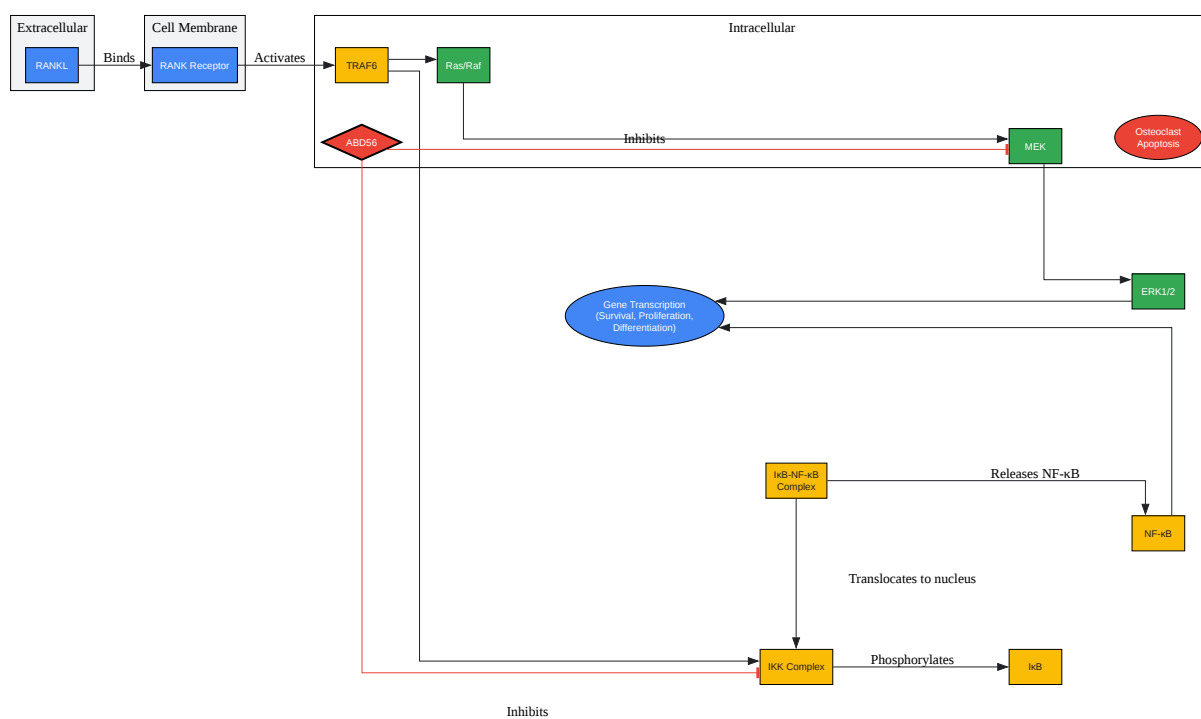 Extracellular
Cell Membrane
Intracellular
RANKL
Binds
RANK Receptor
Activates
TRAF6
Ras/Raf
ABD56
Inhibits
MEK
Osteoclast
Apoptosis
ERK1/2
Gene Transcription
(Survival, Proliferation,
Differentiation)
IκB-NF-κB
Complex
Releases NF-κB
NF-κB
Translocates to nucleus
IKK Complex
Phosphorylates
IκB
Inhibits